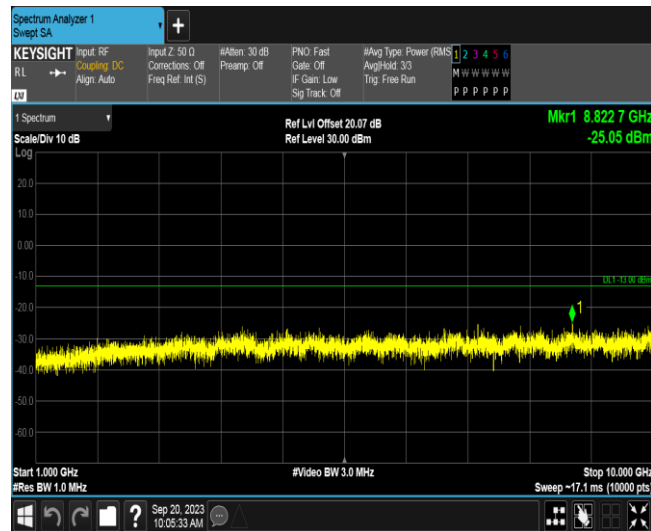 Spectrum Analyzer 1
Swept SA
KEYSIGHT
RL
LXI
Input: RF
Coupling: DC
Align: Auto
Input Z: 50 Ω
Corrections: Off
Freq Ref: Int (S)
#Atten: 30 dB
Preamp: Off
PNO: Fast
Gate: Off
IF Gain: Low
Sig Track: Off
#Avg Type: Power (RMS
Avg|Hold: 3/3
Trig: Free Run
1 2 3 4 5 6
M W W W W W
P P P P P P
1 Spectrum
Scale/Div 10 dB
Log
Ref Lvl Offset 20.07 dB
Ref Level 30.00 dBm
Mkr1 8.822 7 GHz
-25.05 dBm
20.0
10.0
0.00
-10.0
DL1 -13.00 dBm
-20.0
1
-30.0
-40.0
-50.0
-60.0
Start 1.000 GHz
#Res BW 1.0 MHz
#Video BW 3.0 MHz
Stop 10.000 GHz
Sweep ~17.1 ms (10000 pts)
?
Sep 20, 2023
10:05:33 AM